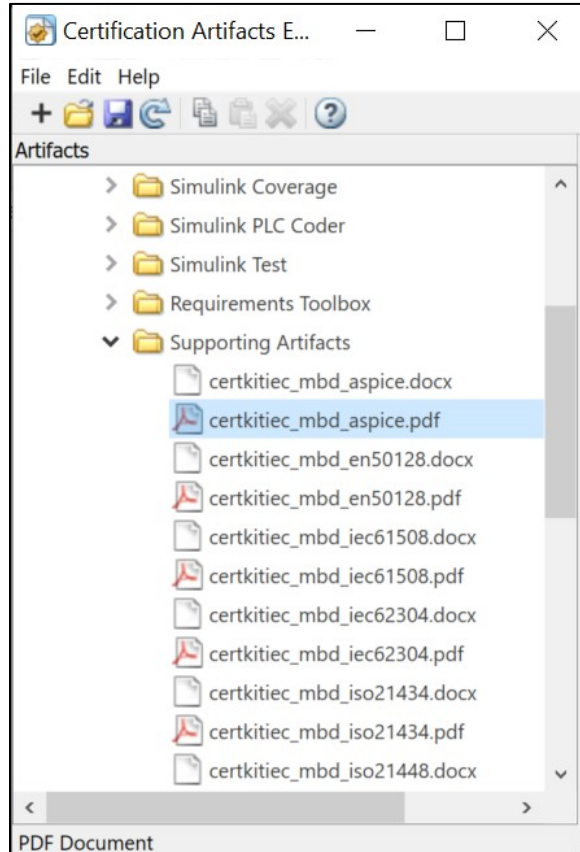 Certification Artifacts E...
File Edit Help
Artifacts
Simulink Coverage
Simulink PLC Coder
Simulink Test
Requirements Toolbox
Supporting Artifacts
certkitiec_mbd_aspice.docx
certkitiec_mbd_aspice.pdf
certkitiec_mbd_en50128.docx
certkitiec_mbd_en50128.pdf
certkitiec_mbd_iec61508.docx
certkitiec_mbd_iec61508.pdf
certkitiec_mbd_iec62304.docx
certkitiec_mbd_iec62304.pdf
certkitiec_mbd_iso21434.docx
certkitiec_mbd_iso21434.pdf
certkitiec_mbd_iso21448.docx
PDF Document